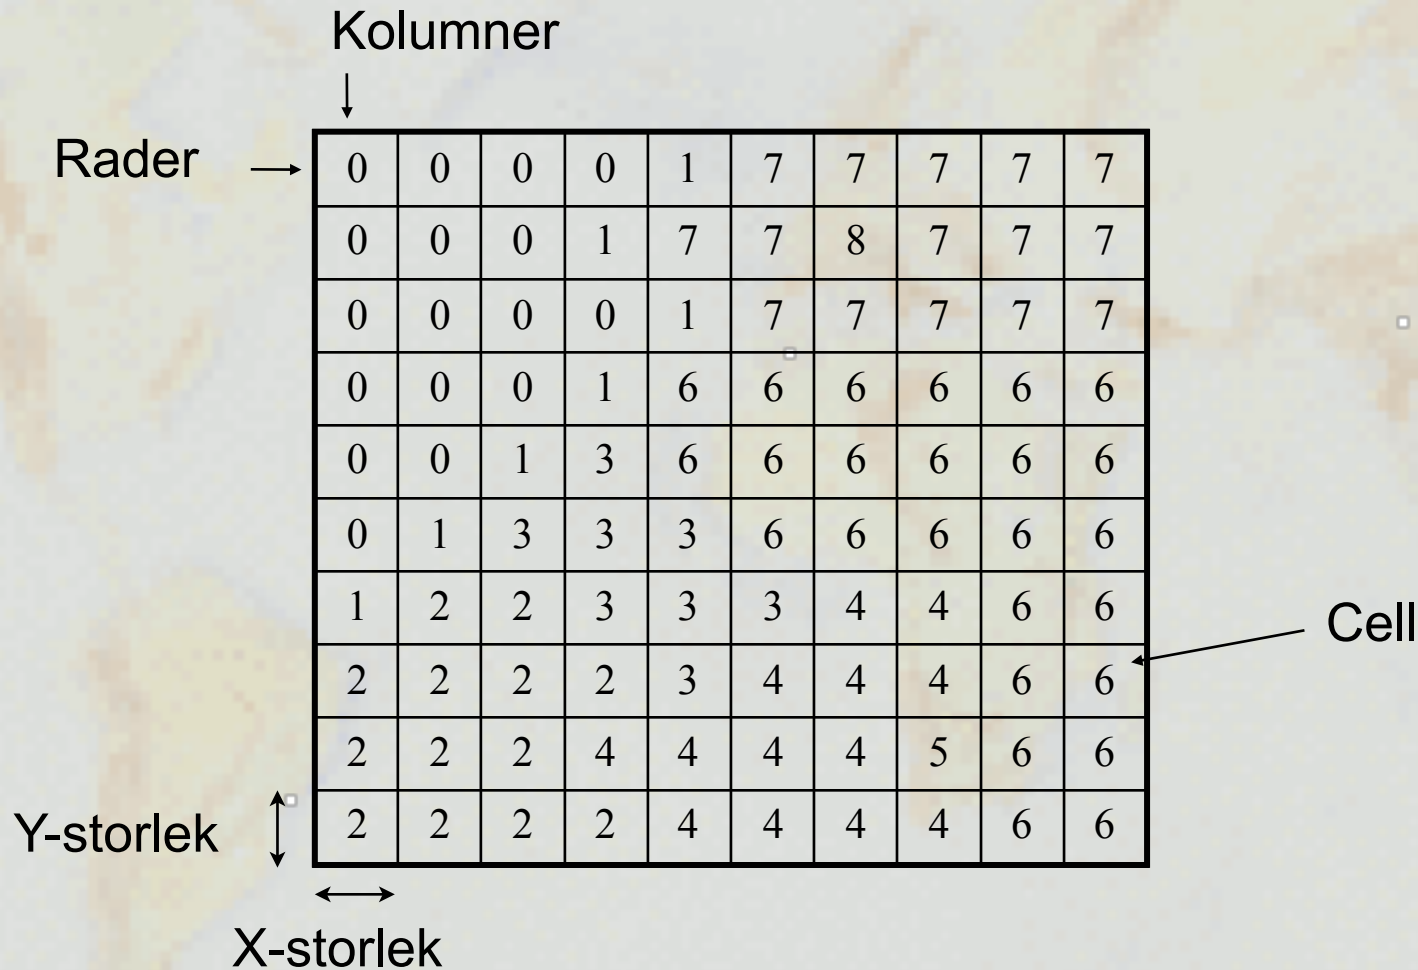 Kolumner
Rader
0 0 0 0 1 7 7 7 7 7
0 0 0 1 7 7 8 7 7 7
0 0 0 0 1 7 7 7 7 7
0 0 0 1 6 6 6 6 6 6
0 0 1 3 6 6 6 6 6 6
0 1 3 3 3 6 6 6 6 6
1 2 2 3 3 3 4 4 6 6
Cell
2 2 2 2 3 4 4 4 6 6
2 2 2 4 4 4 4 5 6 6
Y-storlek
2 2 2 2 4 4 4 4 6 6
X-storlek